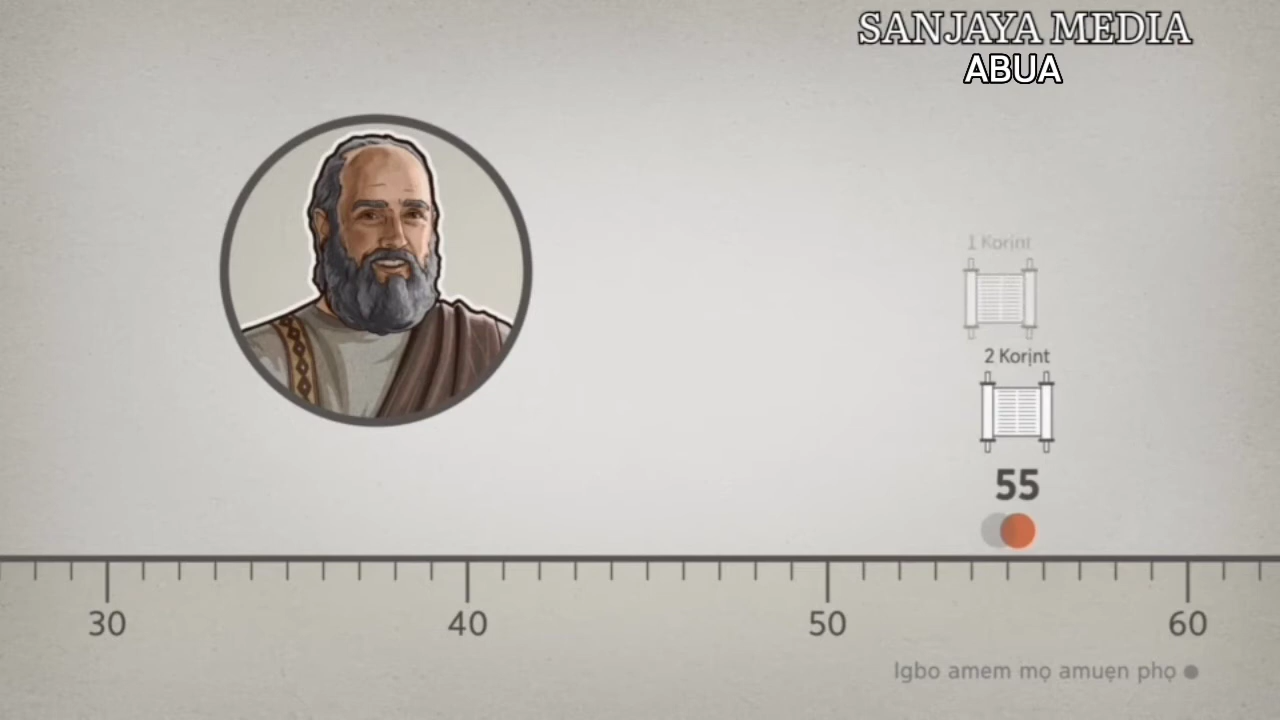 SANJAYA MEDIA
ABUA
1 Korịnt
2 Korịnt
55
30 40 50 60
Igbo amem mọ amuẹn phọ